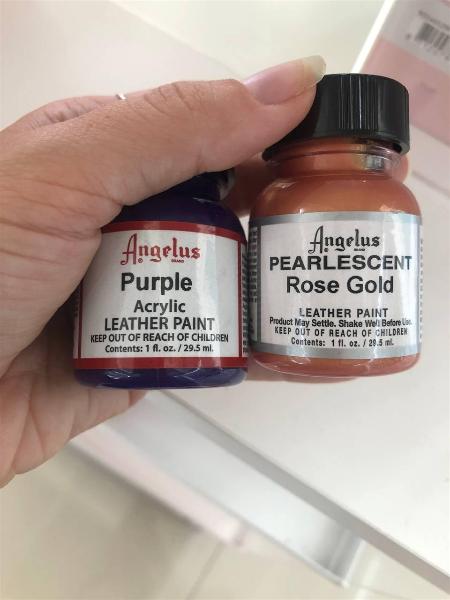 Angelus
BRAND
Purple
Acrylic
LEATHER PAINT
KEEP OUT OF REACH OF CHILDREN
Contents: 1 fl. oz. / 29.5 ml.
Angelus
BRAND
PEARLESCENT
Rose Gold
LEATHER PAINT
Product May Settle. Shake Well Before Use.
KEEP OUT OF REACH OF CHILDREN
Contents: 1 fl. oz. / 29.5 ml.